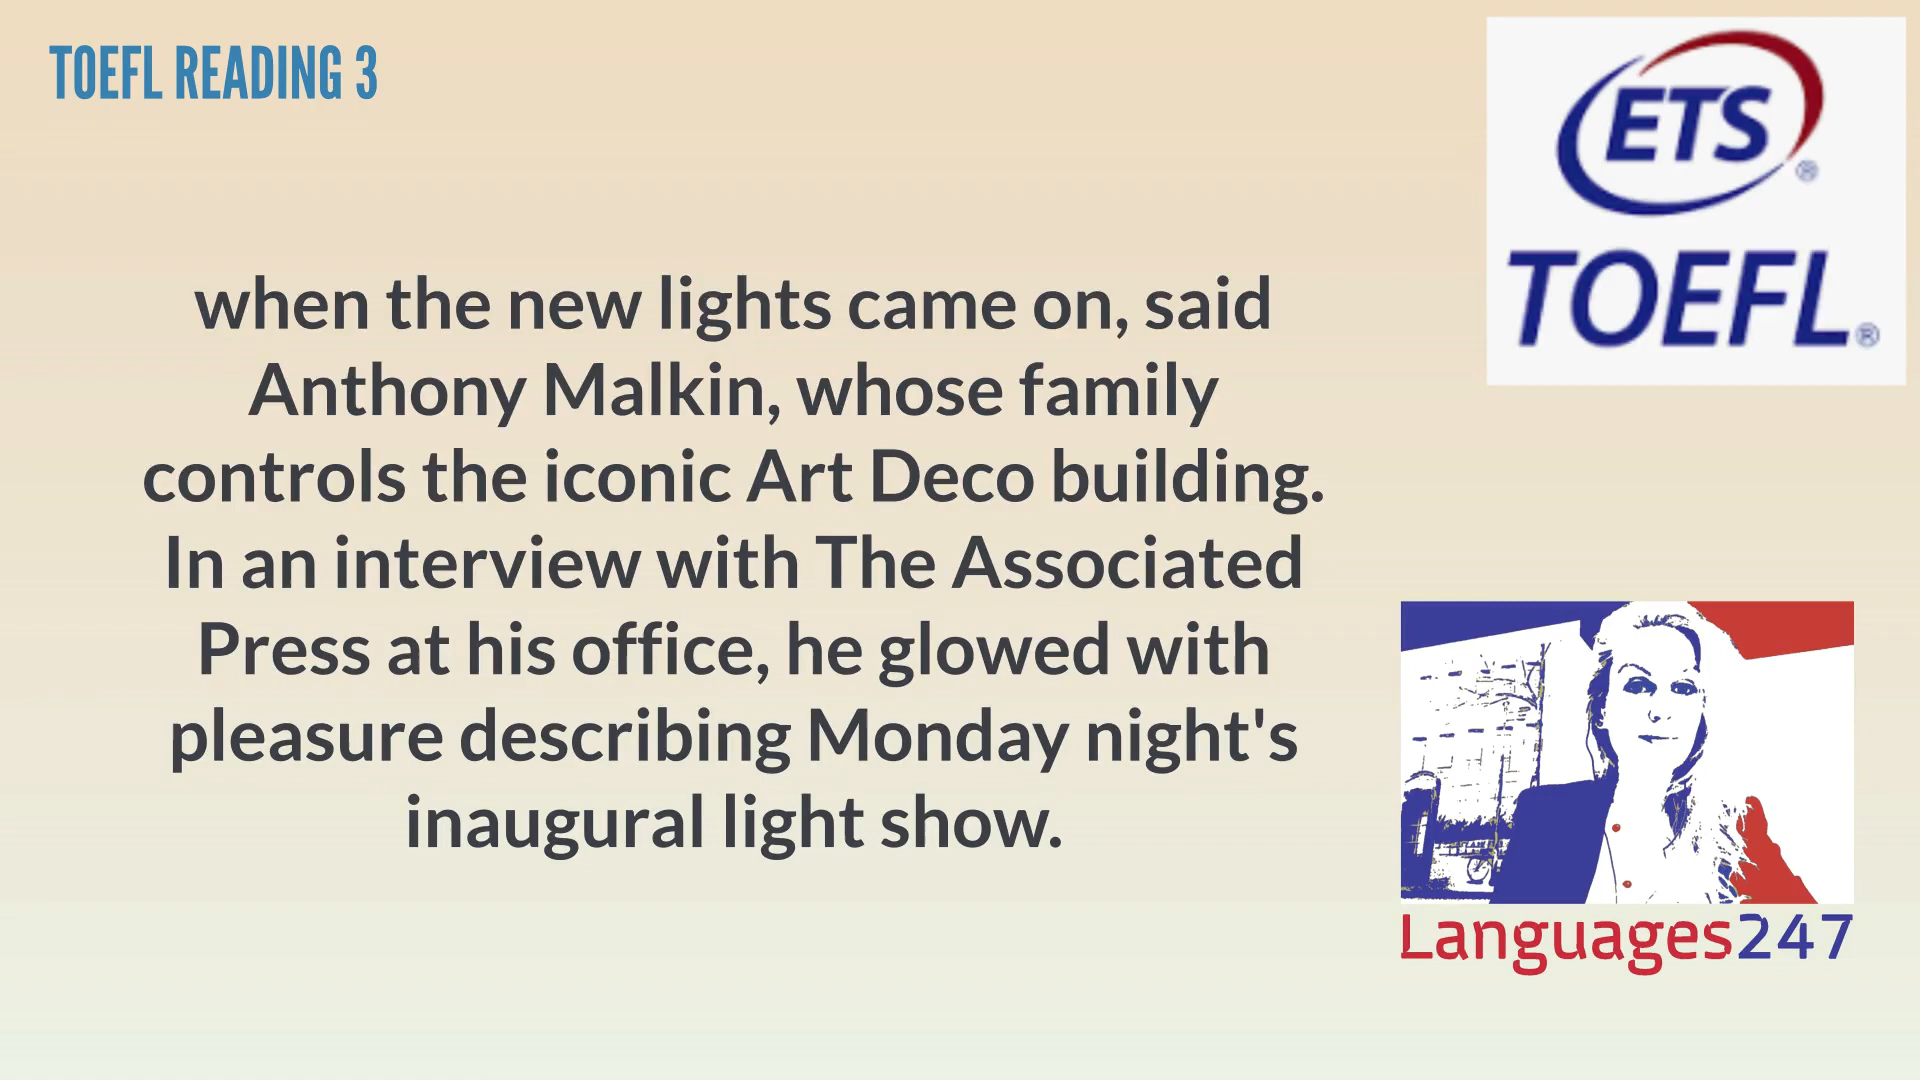 TOEFL READING 3
ETS ®
TOEFL ®
when the new lights came on, said
Anthony Malkin, whose family
controls the iconic Art Deco building.
In an interview with The Associated
Press at his office, he glowed with
pleasure describing Monday night's
inaugural light show.
Languages247